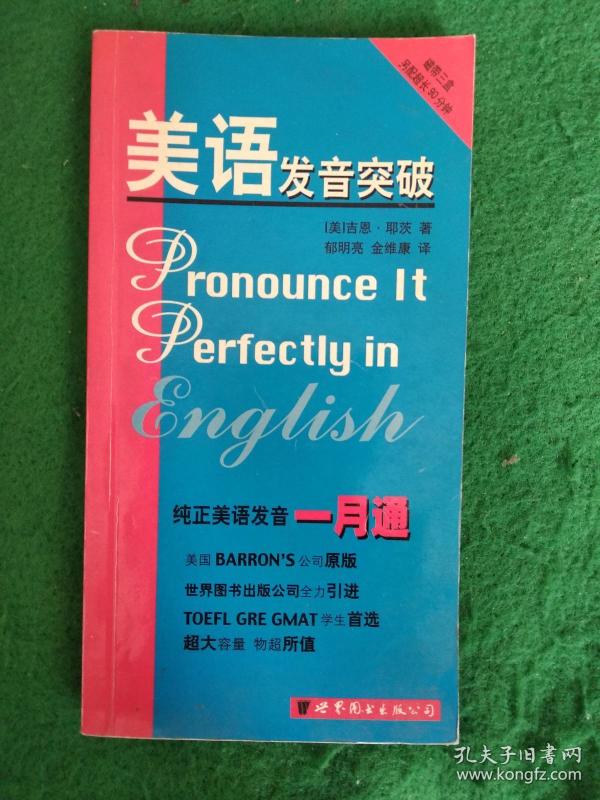 磁带三盒
另配超长90分钟
美语发音突破
[美]吉恩·耶茨 著
郁明亮 金维康 译
Pronounce It
Perfectly in
English
纯正美语发音 一月通
美国 BARRON'S 公司原版
世界图书出版公司全力引进
TOEFL GRE GMAT 学生首选
超大容量 物超所值
世界图书出版公司
孔夫子旧书网
www.kongfz.com